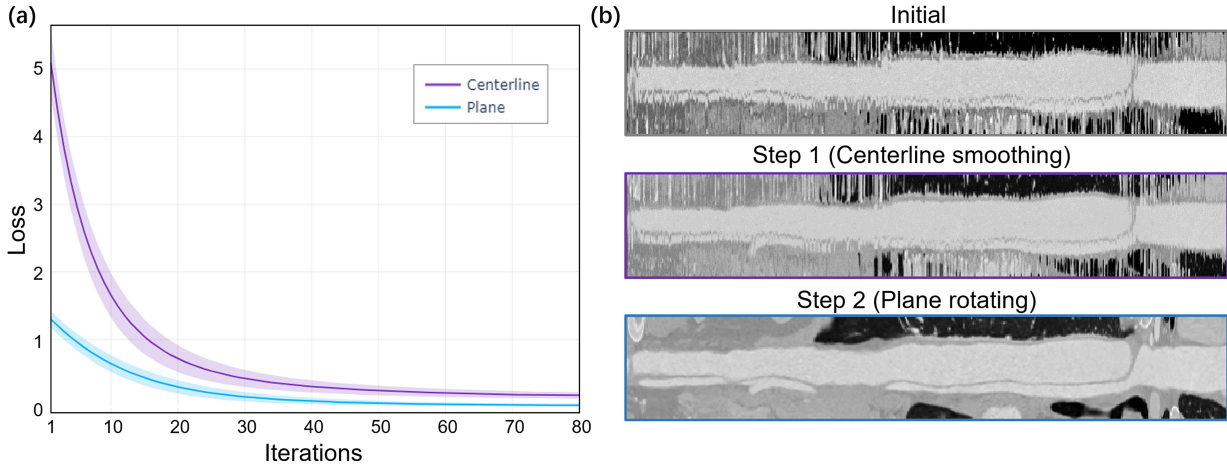 (a)
5
4
3
2
1
0
Loss
1 10 20 30 40 50 60 70 80
Iterations
Centerline
Plane
(b)
Initial
Step 1 (Centerline smoothing)
Step 2 (Plane rotating)